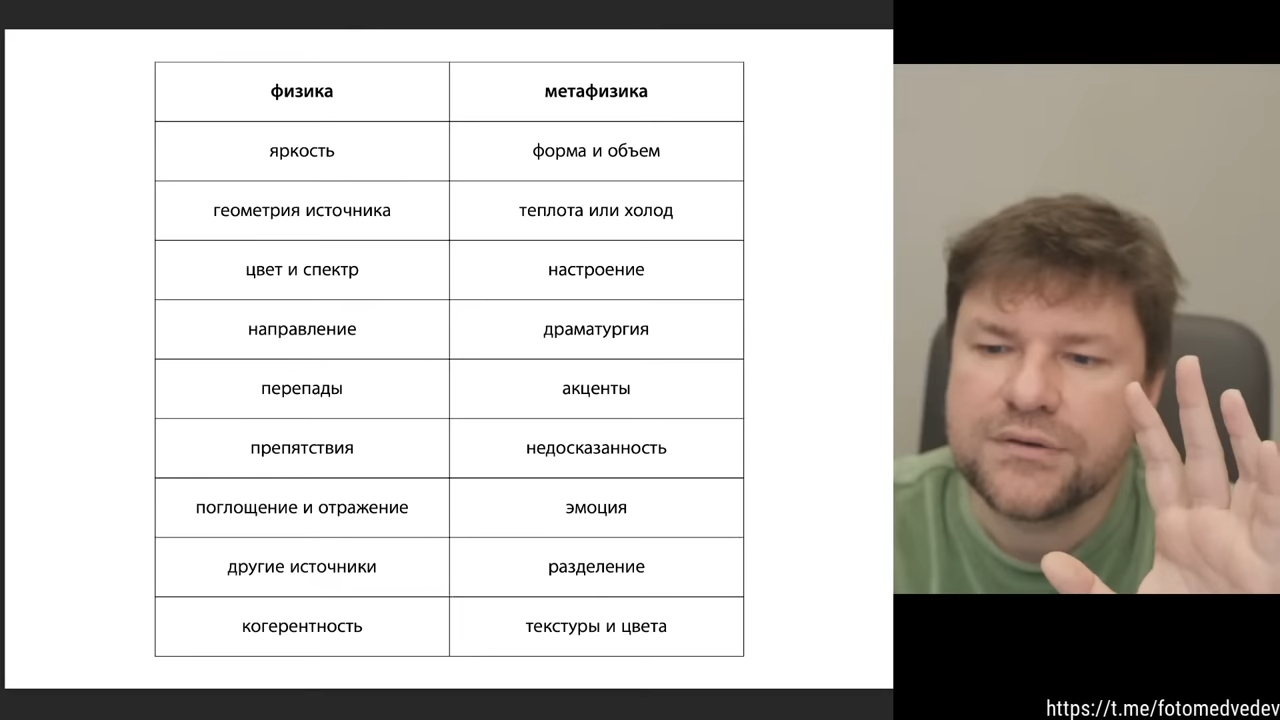 физика метафизика
яркость форма и объем
геометрия источника теплота или холод
цвет и спектр настроение
направление драматургия
перепады акценты
препятствия недосказанность
поглощение и отражение эмоция
другие источники разделение
когерентность текстуры и цвета
https://t.me/fotomedvedev